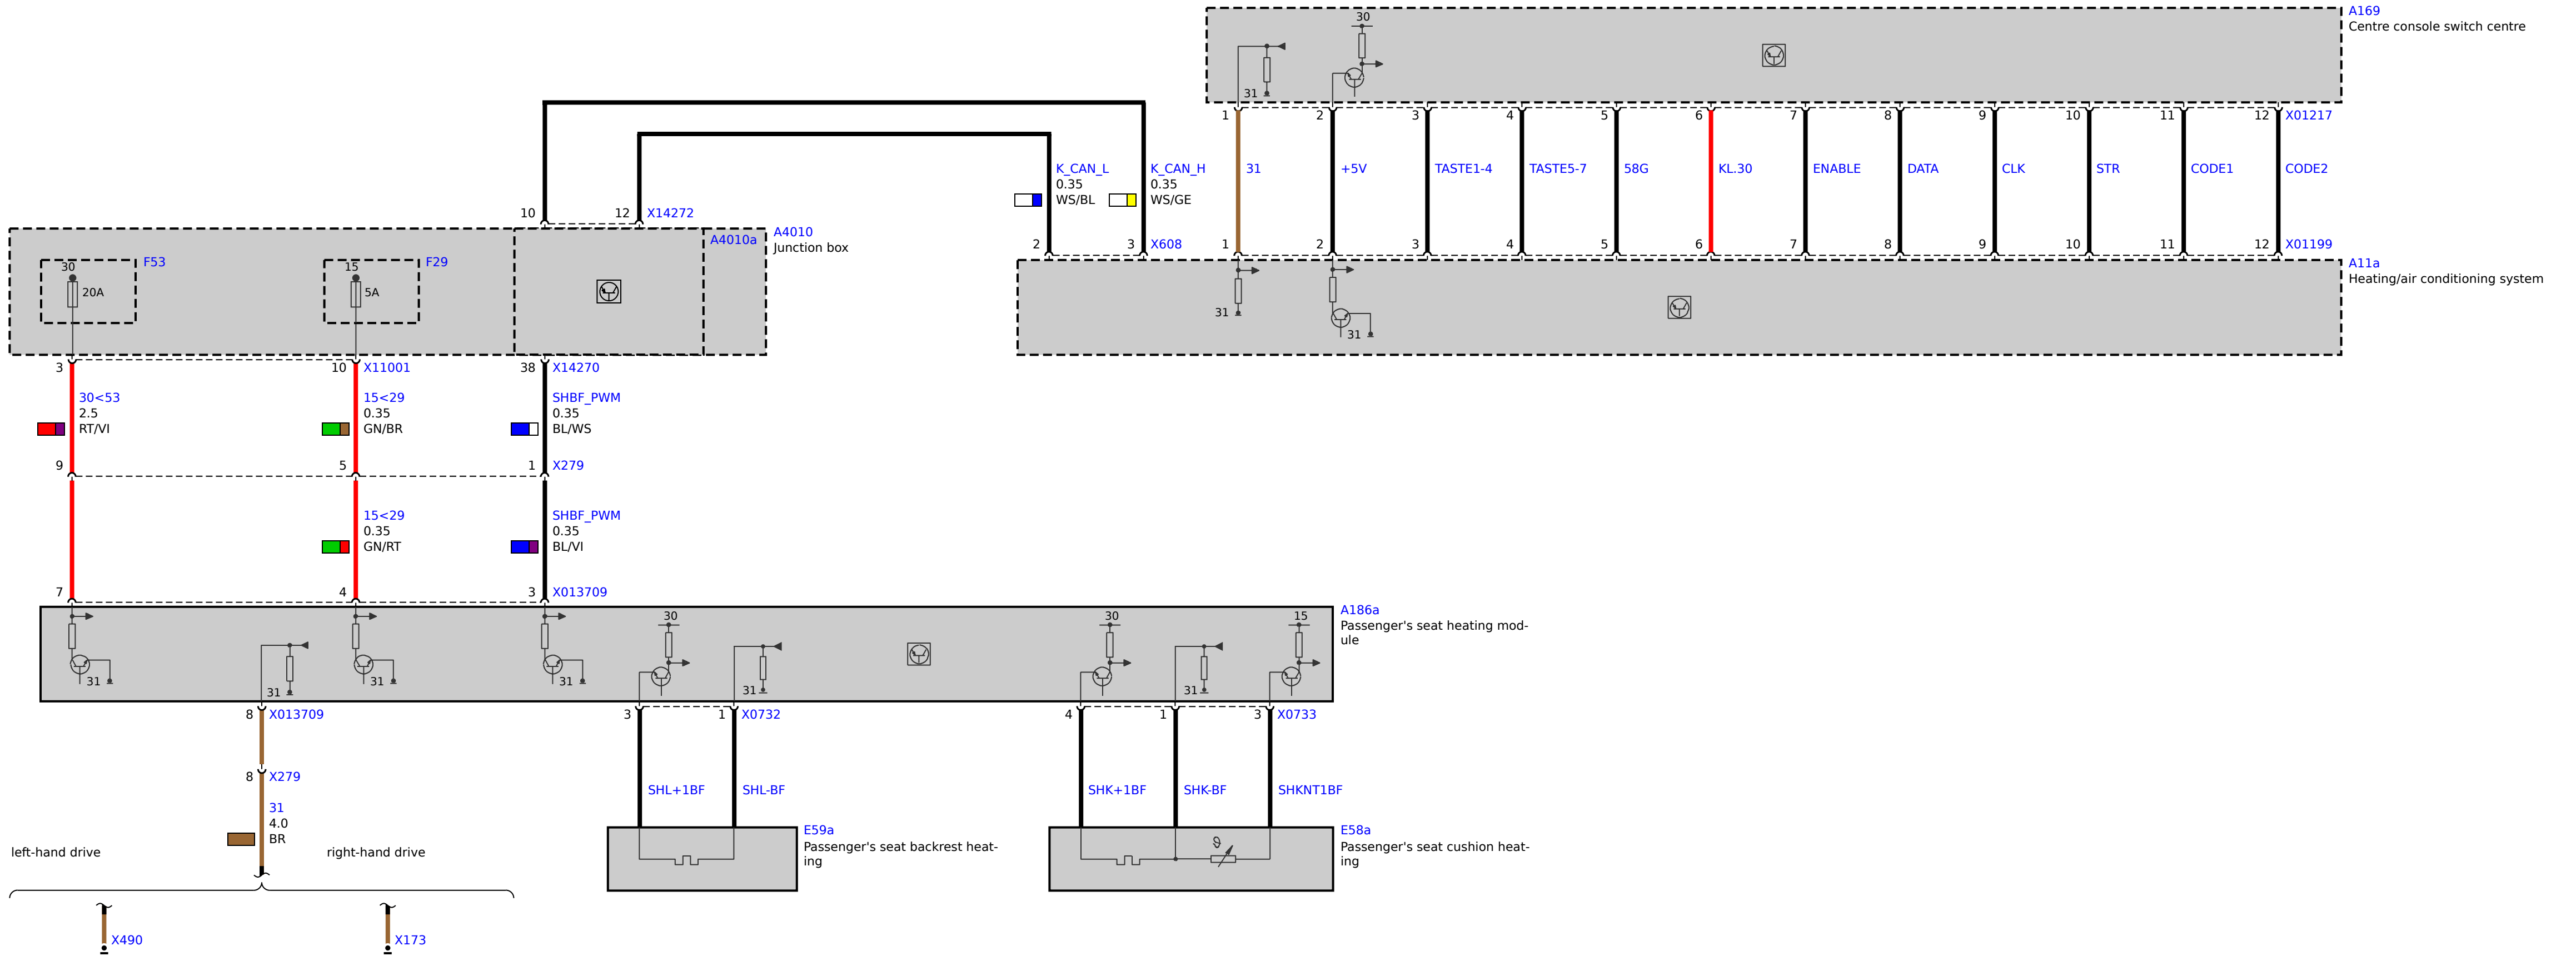 30
A169
Centre console switch centre
31
1
2
3
4
5
6
7
8
9
10
11
12
X01217
K_CAN_L
0.35
WS/BL
K_CAN_H
0.35
WS/GE
31
+5V
TASTE1-4
TASTE5-7
58G
KL.30
ENABLE
DATA
CLK
STR
CODE1
CODE2
10
12
X14272
2
3
X608
1
2
3
4
5
6
7
8
9
10
11
12
X01199
A4010a
A4010
Junction box
A11a
Heating/air conditioning system
30
F53
20A
15
F29
5A
31
31
3
10
X11001
38
X14270
30<53
2.5
RT/VI
15<29
0.35
GN/BR
SHBF_PWM
0.35
BL/WS
9
5
1
X279
15<29
0.35
GN/RT
SHBF_PWM
0.35
BL/VI
7
4
3
X013709
30
30
15
A186a
Passenger's seat heating mod-
ule
31
31
31
31
31
31
8
X013709
3
1
X0732
4
1
3
X0733
8
X279
31
4.0
BR
SHL+1BF
SHL-BF
SHK+1BF
SHK-BF
SHKNT1BF
E59a
Passenger's seat backrest heat-
ing
E58a
Passenger's seat cushion heat-
ing
ϑ
left-hand drive
right-hand drive
X490
X173